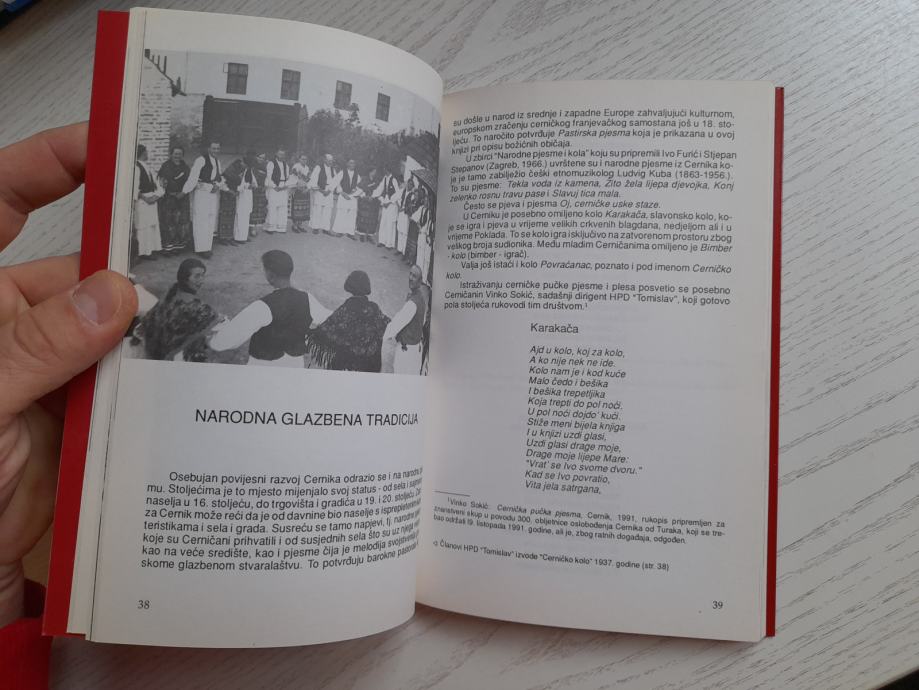 NARODNA GLAZBENA TRADICIJA
Osebujan povijesni razvoj Cernika odrazio se i na
mu. Stoljećima je to mjesto mijenjalo svoj status - od sela i
naselja u 16. stoljeću, do trgovišta i gradića u 19. i 20. stoljeću.
za Cernik može reći da je od davnine bio naselje s
teristikama i sela i grada. Susreću se tamo napjevi, tj. narodne
koje su Cerničani prihvatili i od susjednih sela što su uz njega
kao na veće središte, kao i pjesme čija je melodija
skome glazbenom stvaralaštvu. To potvrđuju barokne
38
su došle u narod iz srednje i zapadne Europe zahvaljujući kulturnom,
europskom zračenju cerničkog franjevačkog samostana još u 18. sto-
ljeću. To naročito potvrđuje Pastirska pjesma koja je prikazana u ovoj
knjizi pri opisu božićnih običaja.
U zbirci "Narodne pjesme i kola" koju su pripremili Ivo Furić i Stjepan
Stepanov (Zagreb, 1966.) uvrštene su i narodne pjesme iz Cernika ko-
je je tamo zabilježio češki etnomuzikolog Ludvig Kuba (1863-1956.).
To su pjesme: Tekla voda iz kamena, Žito žela lijepa djevojka, Konj
zelenko rosnu travu pase i Slavuj tica mala.
Često se pjeva i pjesma Oj, cerničke uske staze.
U Cerniku je posebno omiljeno kolo Karakača, slavonsko kolo, ko-
je se igra i pjeva u vrijeme velikih crkvenih blagdana, nedjeljom ali i u
vrijeme Poklada. To se kolo igra isključivo na zatvorenom prostoru zbog
velikog broja sudionika. Među mladim Cerničanima omiljeno je Bimber
- kolo (bimber - igrač).
Valja još istaći i kolo Povraćanac, poznato i pod imenom Cerničko
kolo.
Istraživanju cerničke pučke pjesme i plesa posvetio se posebno
Cerničanin Vinko Sokić, sadašnji dirigent HPD "Tomislav", koji gotovo
pola stoljeća rukovodi tim društvom.¹
Karakača
Ajd u kolo, koj za kolo,
A ko nije nek ne ide.
Kolo nam je i kod kuće
Malo čedo i bešika
I bešika trepetljika
Koja trepti do pol noći.
U pol noći dojdo' kući.
Stiže meni bijela knjiga
I u knjizi uzdi glasi,
Uzdi glasi drage moje,
Drage moje lijepe Mare:
"Vrat' se Ivo svome dvoru."
Kad se Ivo povratio,
Vita jela satrgana,
¹Vinko Sokić: Cernička pučka pjesma, Cernik, 1991, rukopis pripremljen za
znanstveni skup u povodu 300. obljetnice oslobođenja Cernika od Turaka, koji se tre-
bao održati 19. listopada 1991. godine, ali je, zbog ratnih događaja, odgođen.
Članovi HPD "Tomislav" izvode "Cerničko kolo" 1937. godine (str. 38)
39